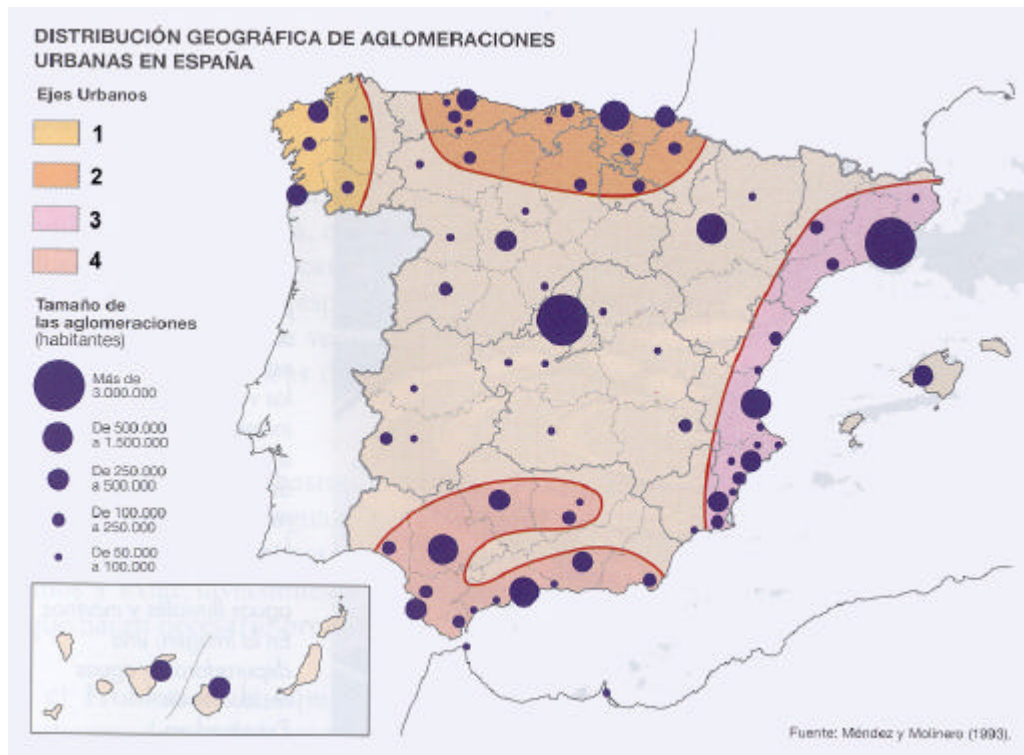 DISTRIBUCIÓN GEOGRÁFICA DE AGLOMERACIONES
URBANAS EN ESPAÑA
Ejes Urbanos
1
2
3
4
Tamaño de
las aglomeraciones
(habitantes)
Más de
3.000.000
De 500.000
a 1.500.000
De 250.000
a 500.000
De 100.000
a 250.000
De 50.000
a 100.000
Fuente: Méndez y Molinero (1993).